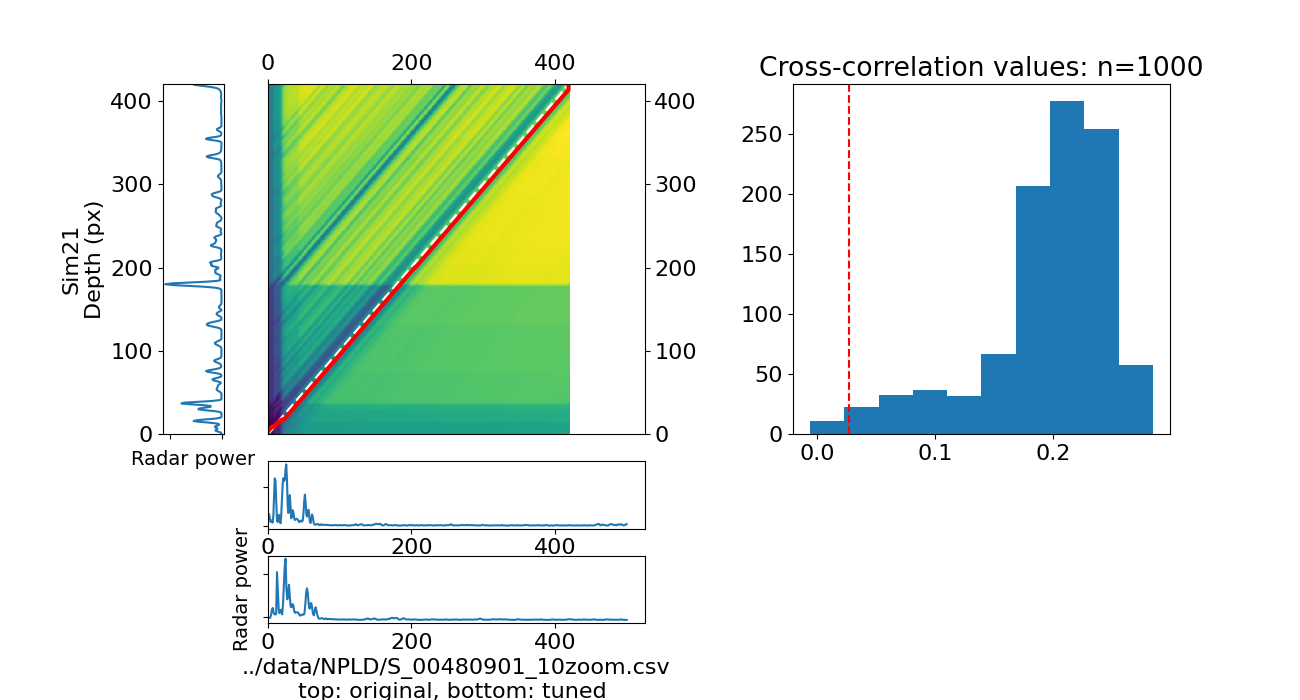 0 200 400
Cross-correlation values: n=1000
400
300
200
100
0
Sim21
Depth (px)
Radar power
400
300
200
100
0
250
200
150
100
50
0
0.0 0.1 0.2
0 200 400
Radar power
0 200 400
../data/NPLD/S_00480901_10zoom.csv
top: original, bottom: tuned